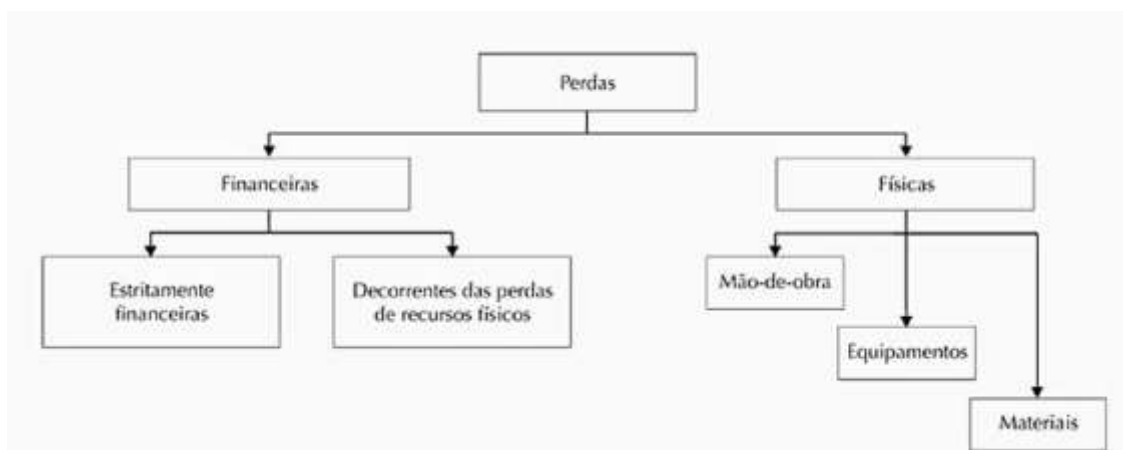 Perdas
Financeiras
Físicas
Estritamente
financeiras
Decorrentes das perdas
de recursos físicos
Mão-de-obra
Equipamentos
Materiais